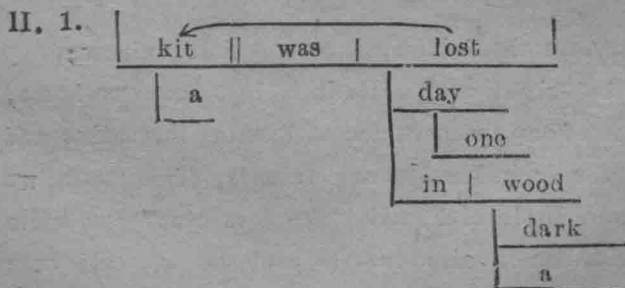 II. 1.
kit || was | lost
a
day
one
in | wood
dark
a